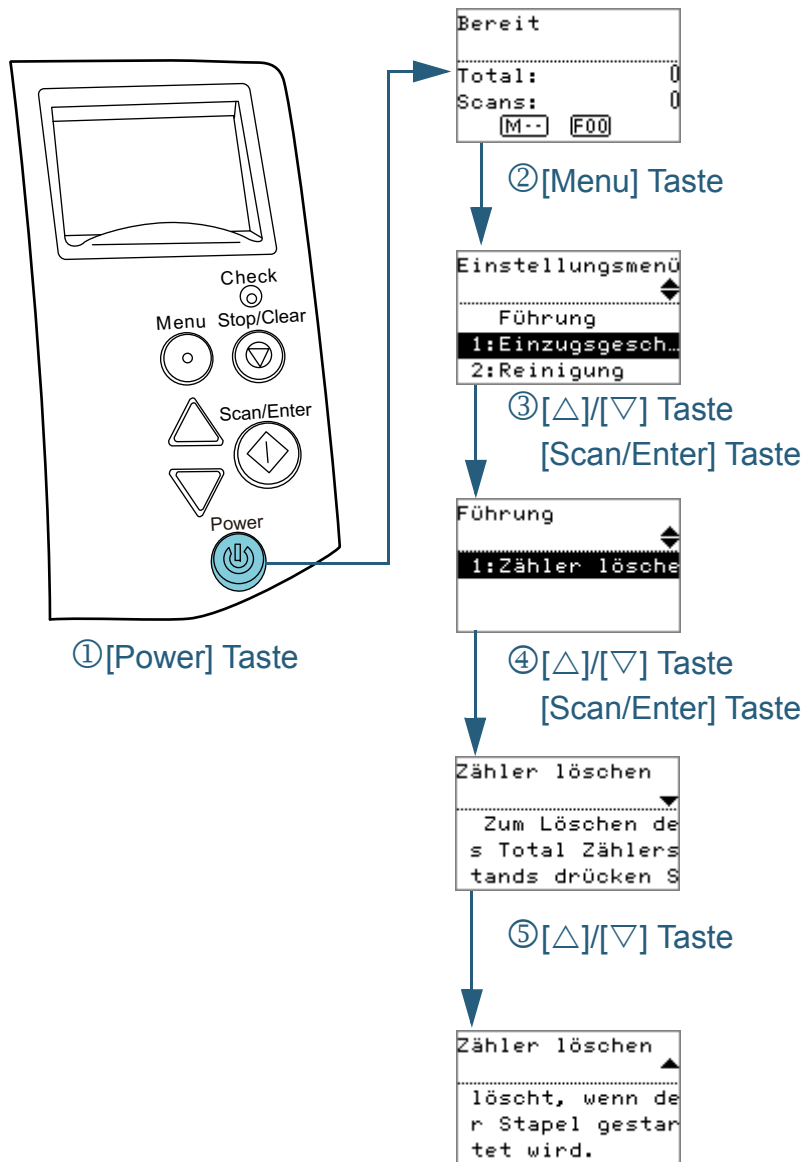 Check
Menu Stop/Clear
Scan/Enter
Power
①[Power] Taste
Bereit
Total: 0
Scans: 0
M-- F00
②[Menu] Taste
Einstellungsmenü
Führung
1:Einzugsgesch…
2:Reinigung
③[△]/[▽] Taste
[Scan/Enter] Taste
Führung
1:Zähler lösche
④[△]/[▽] Taste
[Scan/Enter] Taste
Zähler löschen
Zum Löschen de
s Total Zählers
tands drücken S
⑤[△]/[▽] Taste
Zähler löschen
löscht, wenn de
r Stapel gestar
tet wird.